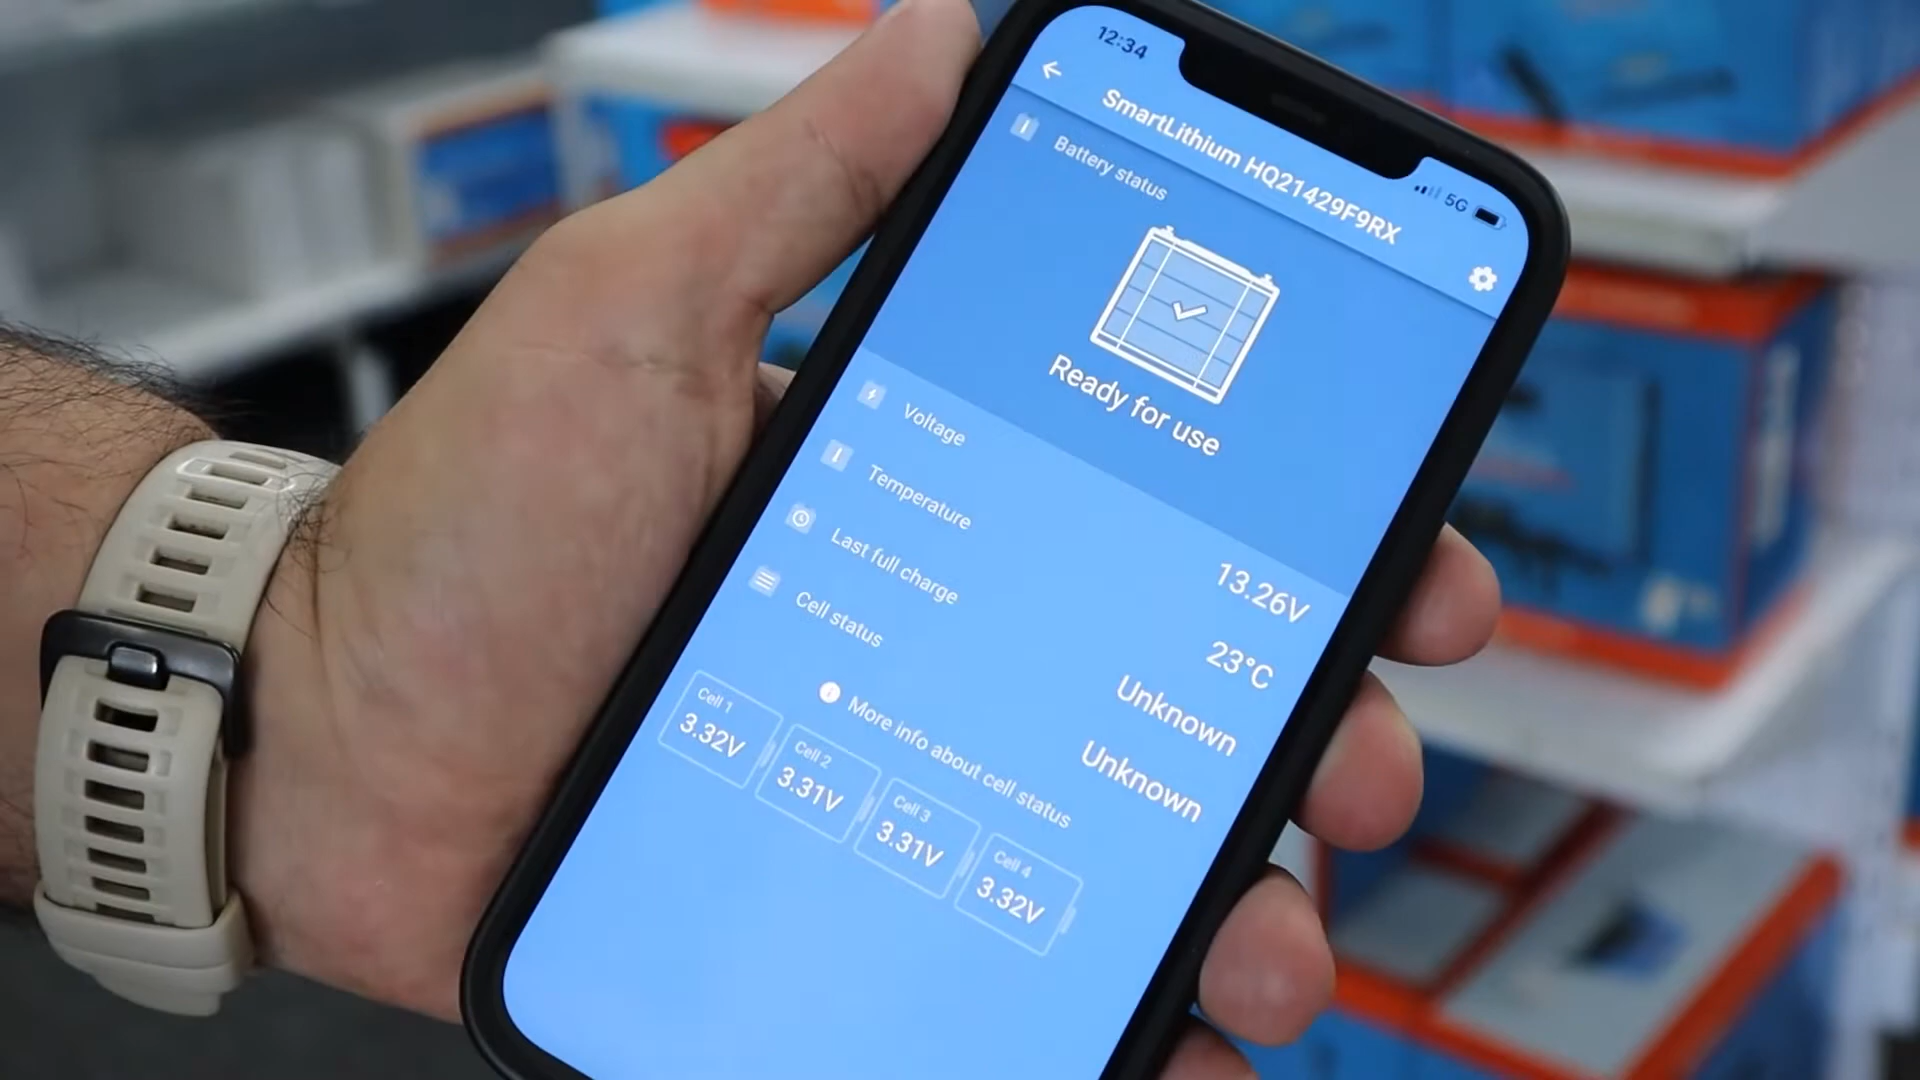 12:34
5G
SmartLithium HQ21429F9RX
Battery status
Ready for use
Voltage
13.26V
Temperature
23°C
Last full charge
Unknown
Cell status
Unknown
More info about cell status
Cell 1
3.32V
Cell 2
3.31V
Cell 3
3.31V
Cell 4
3.32V